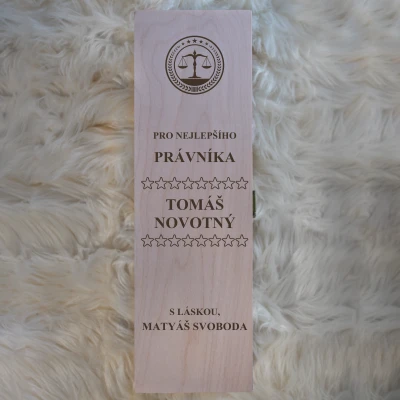 PRO NEJLEPŠÍHO
PRÁVNÍKA
TOMÁŠ
NOVOTNÝ
S LÁSKOU,
MATYÁŠ SVOBODA